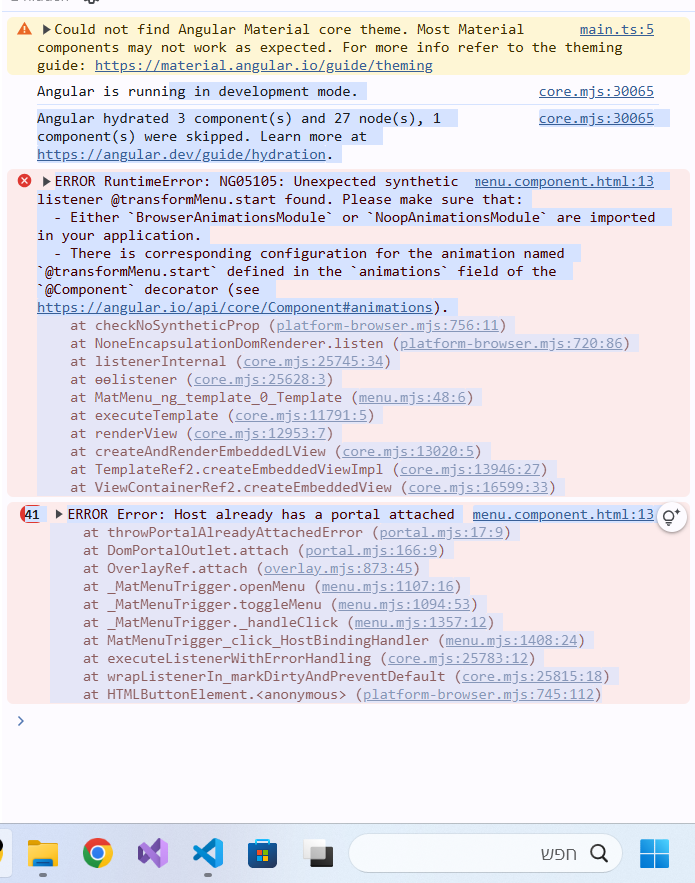 Could not find Angular Material core theme. Most Material main.ts:5
components may not work as expected. For more info refer to the theming
guide: https://material.angular.io/guide/theming
Angular is running in development mode. core.mjs:30065
Angular hydrated 3 component(s) and 27 node(s), 1 core.mjs:30065
component(s) were skipped. Learn more at
https://angular.dev/guide/hydration.
ERROR RuntimeError: NG05105: Unexpected synthetic menu.component.html:13
listener @transformMenu.start found. Please make sure that:
- Either `BrowserAnimationsModule` or `NoopAnimationsModule` are imported
in your application.
- There is corresponding configuration for the animation named
`@transformMenu.start` defined in the `animations` field of the
`@Component` decorator (see
https://angular.io/api/core/Component#animations).
at checkNoSyntheticProp (platform-browser.mjs:756:11)
at NoneEncapsulationDomRenderer.listen (platform-browser.mjs:720:86)
at listenerInternal (core.mjs:25745:34)
at ɵɵlistener (core.mjs:25628:3)
at MatMenu_ng_template_0_Template (menu.mjs:48:6)
at executeTemplate (core.mjs:11791:5)
at renderView (core.mjs:12953:7)
at createAndRenderEmbeddedLView (core.mjs:13020:5)
at TemplateRef2.createEmbeddedViewImpl (core.mjs:13946:27)
at ViewContainerRef2.createEmbeddedView (core.mjs:16599:33)
41 ERROR Error: Host already has a portal attached menu.component.html:13
at throwPortalAlreadyAttachedError (portal.mjs:17:9)
at DomPortalOutlet.attach (portal.mjs:166:9)
at OverlayRef.attach (overlay.mjs:873:45)
at _MatMenuTrigger.openMenu (menu.mjs:1107:16)
at _MatMenuTrigger.toggleMenu (menu.mjs:1094:53)
at _MatMenuTrigger._handleClick (menu.mjs:1357:12)
at MatMenuTrigger_click_HostBindingHandler (menu.mjs:1408:24)
at executeListenerWithErrorHandling (core.mjs:25783:12)
at wrapListenerIn_markDirtyAndPreventDefault (core.mjs:25815:18)
at HTMLButtonElement.<anonymous> (platform-browser.mjs:745:112)
חפש